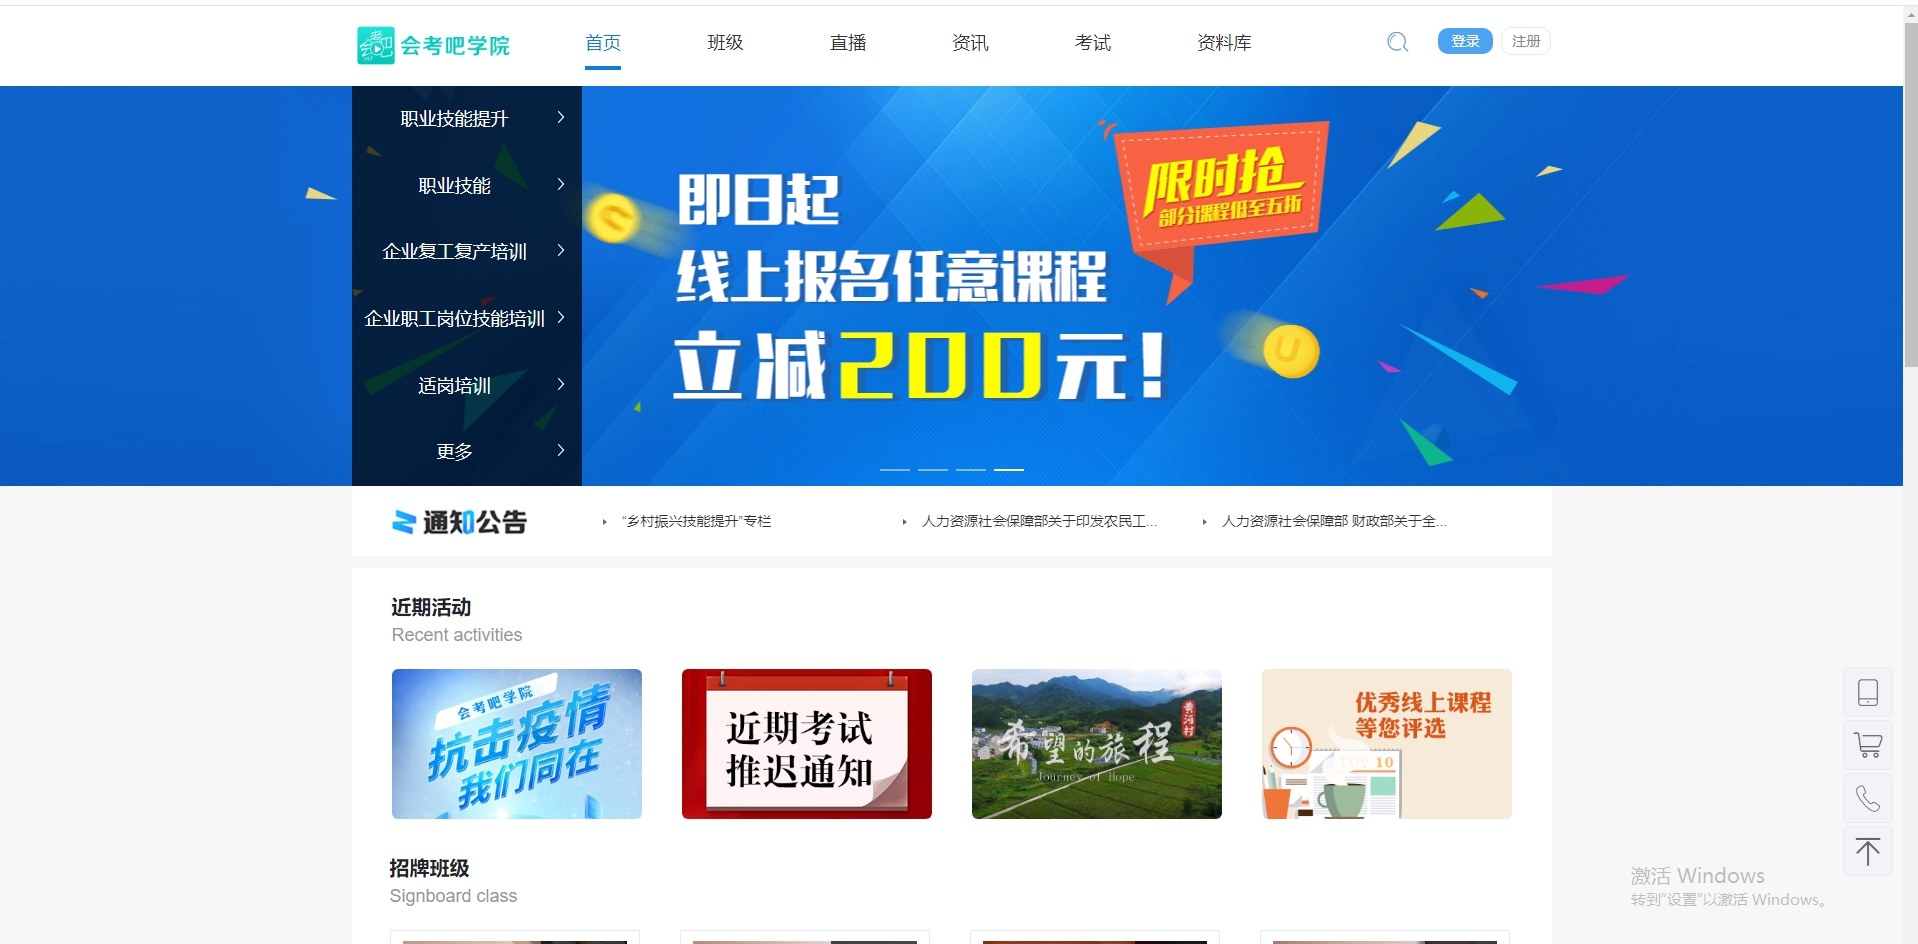 会考吧学院
首页
班级
直播
资讯
考试
资料库
登录
注册
职业技能提升
职业技能
企业复工复产培训
企业职工岗位技能培训
适岗培训
更多
即日起
线上报名任意课程
立减200元!
限时抢
部分课程低至五折
通知公告
“乡村振兴技能提升”专栏
人力资源社会保障部关于印发农民工...
人力资源社会保障部 财政部关于全...
近期活动
Recent activities
会考吧学院
抗击疫情
我们同在
近期考试
推迟通知
黄河村
希望的旅程
Journey of Hope
优秀线上课程
等您评选
TOP 10
招牌班级
Signboard class
激活 Windows
转到“设置”以激活 Windows。